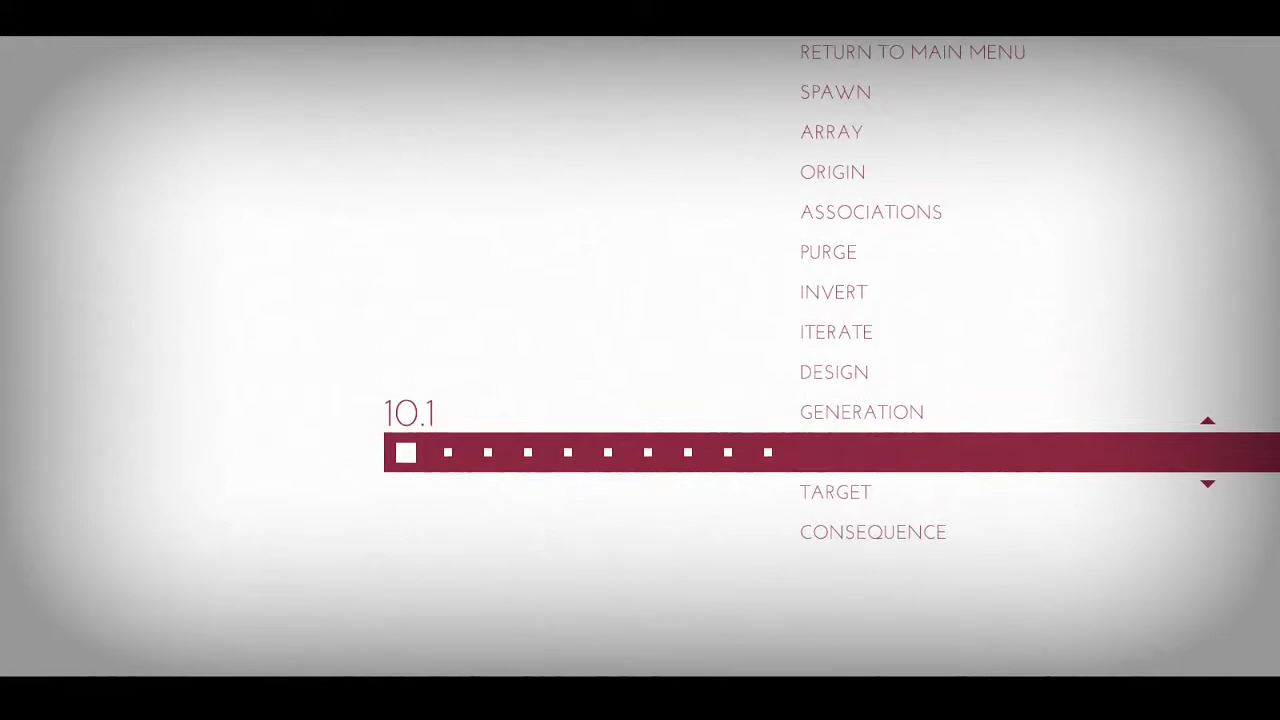 RETURN TO MAIN MENU
SPAWN
ARRAY
ORIGIN
ASSOCIATIONS
PURGE
INVERT
ITERATE
DESIGN
GENERATION
10.1
TARGET
CONSEQUENCE